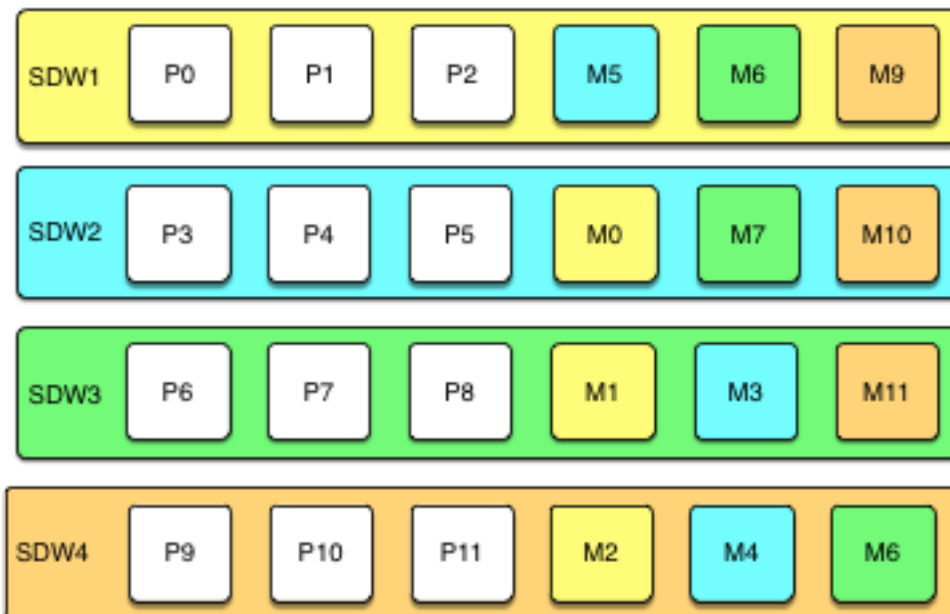 SDW1 P0 P1 P2 M5 M6 M9
SDW2 P3 P4 P5 M0 M7 M10
SDW3 P6 P7 P8 M1 M3 M11
SDW4 P9 P10 P11 M2 M4 M6